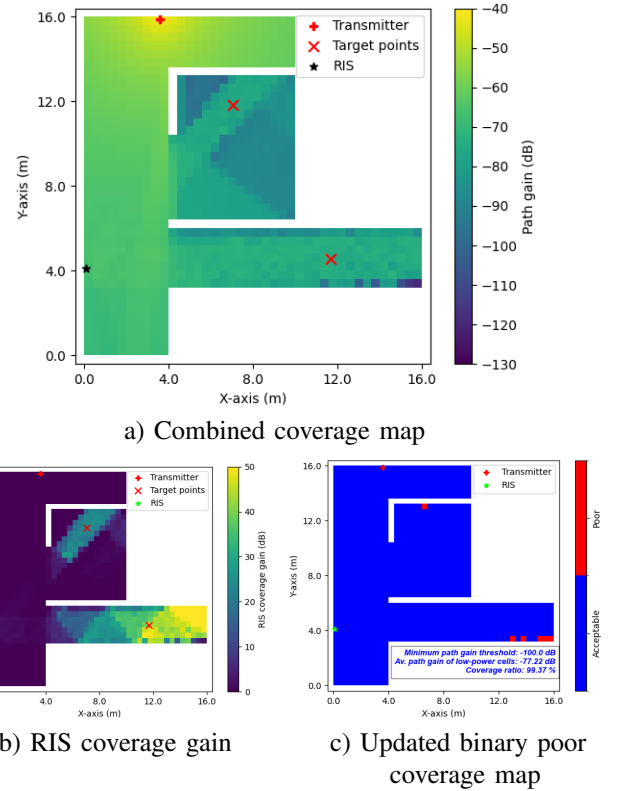 16.0
12.0
8.0
4.0
0.0
Y-axis (m)
0.0 4.0 8.0 12.0 16.0
X-axis (m)
Transmitter
Target points
RIS
−40
−50
−60
−70
−80
−90
−100
−110
−120
−130
Path gain (dB)
a) Combined coverage map
Transmitter
Target points
RIS
4.0 8.0 12.0 16.0
X-axis (m)
50
40
30
20
10
0
RIS coverage gain (dB)
b) RIS coverage gain
16.0
12.0
8.0
4.0
0.0
Y-axis (m)
0.0 4.0 8.0 12.0 16.0
X-axis (m)
Transmitter
RIS
Minimum path gain threshold: -100.0 dB
Av. path gain of low-power cells: -77.22 dB
Coverage ratio: 99.37 %
Poor
Acceptable
c) Updated binary poor
coverage map